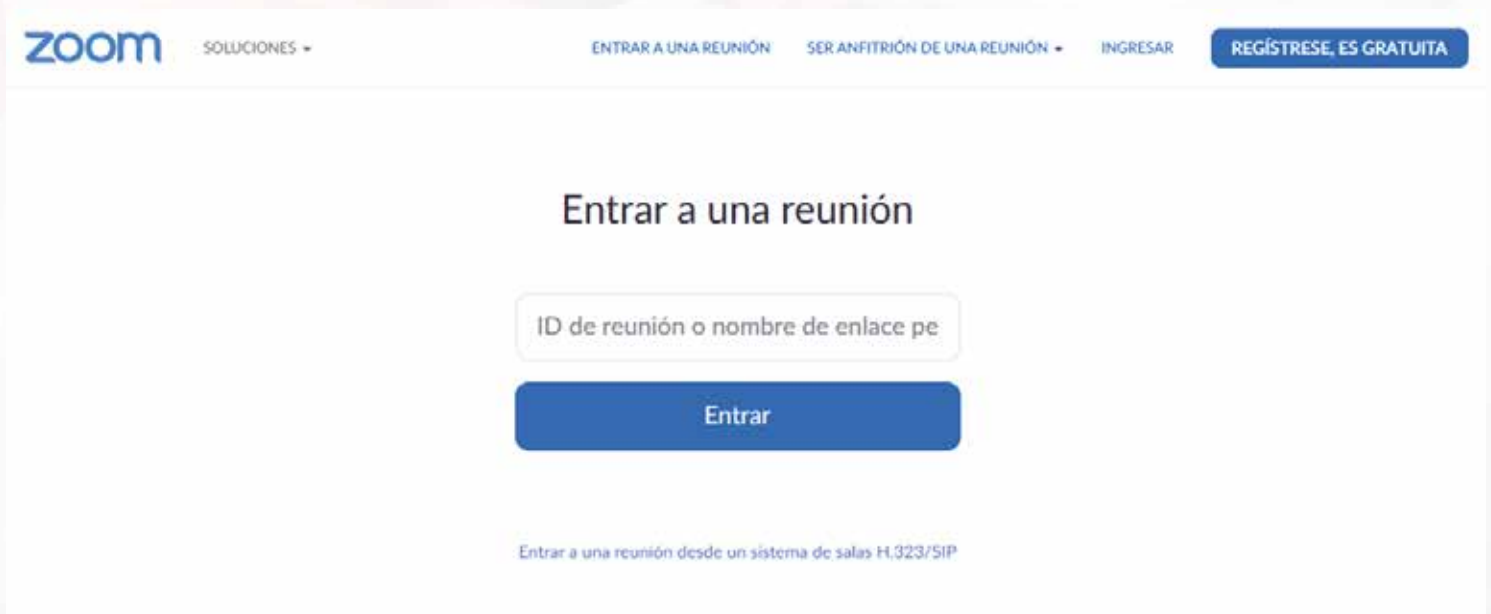 zoom SOLUCIONES ENTRAR A UNA REUNIÓN SER ANFITRIÓN DE UNA REUNIÓN INGRESAR REGÍSTRESE, ES GRATUITA
Entrar a una reunión
ID de reunión o nombre de enlace pe
Entrar
Entrar a una reunión desde un sistema de salas H.323/SIP